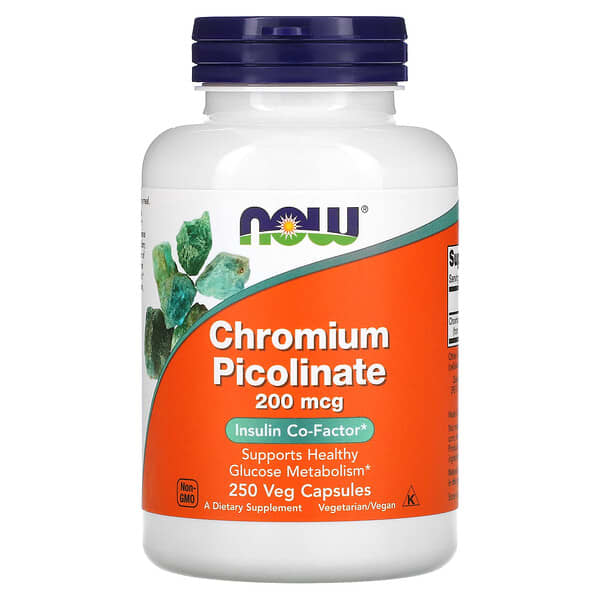 NOW®
Chromium
Picolinate
200 mcg
Insulin Co-Factor*
Supports Healthy
Glucose Metabolism*
250 Veg Capsules
A Dietary Supplement Vegetarian/Vegan
Non-
GMO
K